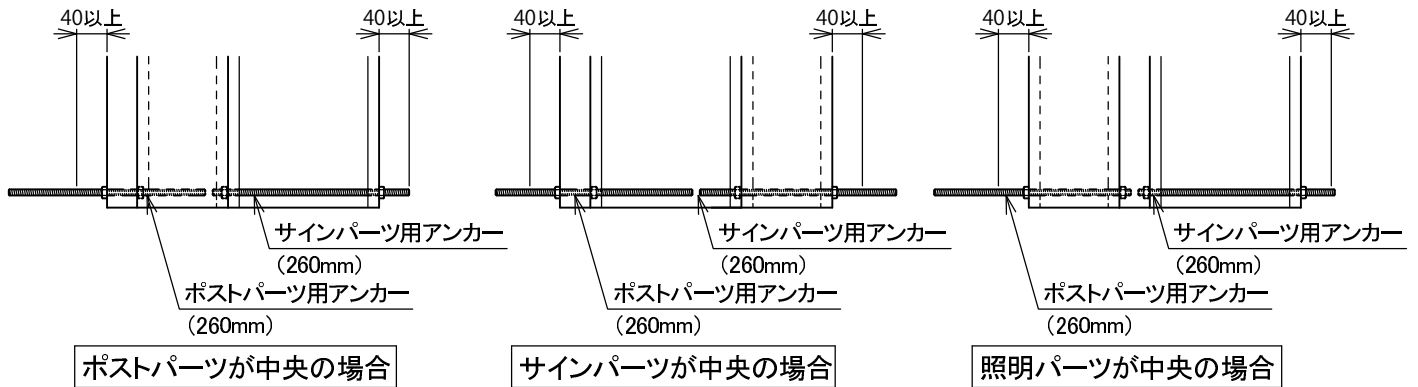 40以上
40以上
サインパーツ用アンカー
（260mm）
ポストパーツ用アンカー
（260mm）
ポストパーツが中央の場合
40以上
40以上
サインパーツ用アンカー
（260mm）
ポストパーツ用アンカー
（260mm）
サインパーツが中央の場合
40以上
40以上
サインパーツ用アンカー
（260mm）
ポストパーツ用アンカー
（260mm）
照明パーツが中央の場合